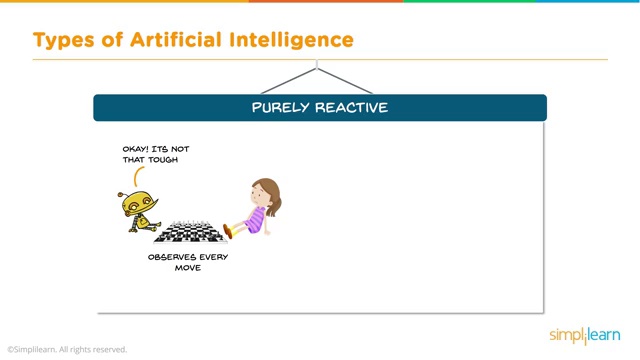 Types of Artificial Intelligence
PURELY REACTIVE
OKAY! ITS NOT
THAT TOUGH
OBSERVES EVERY
MOVE
simplilearn
©Simplilearn. All rights reserved.